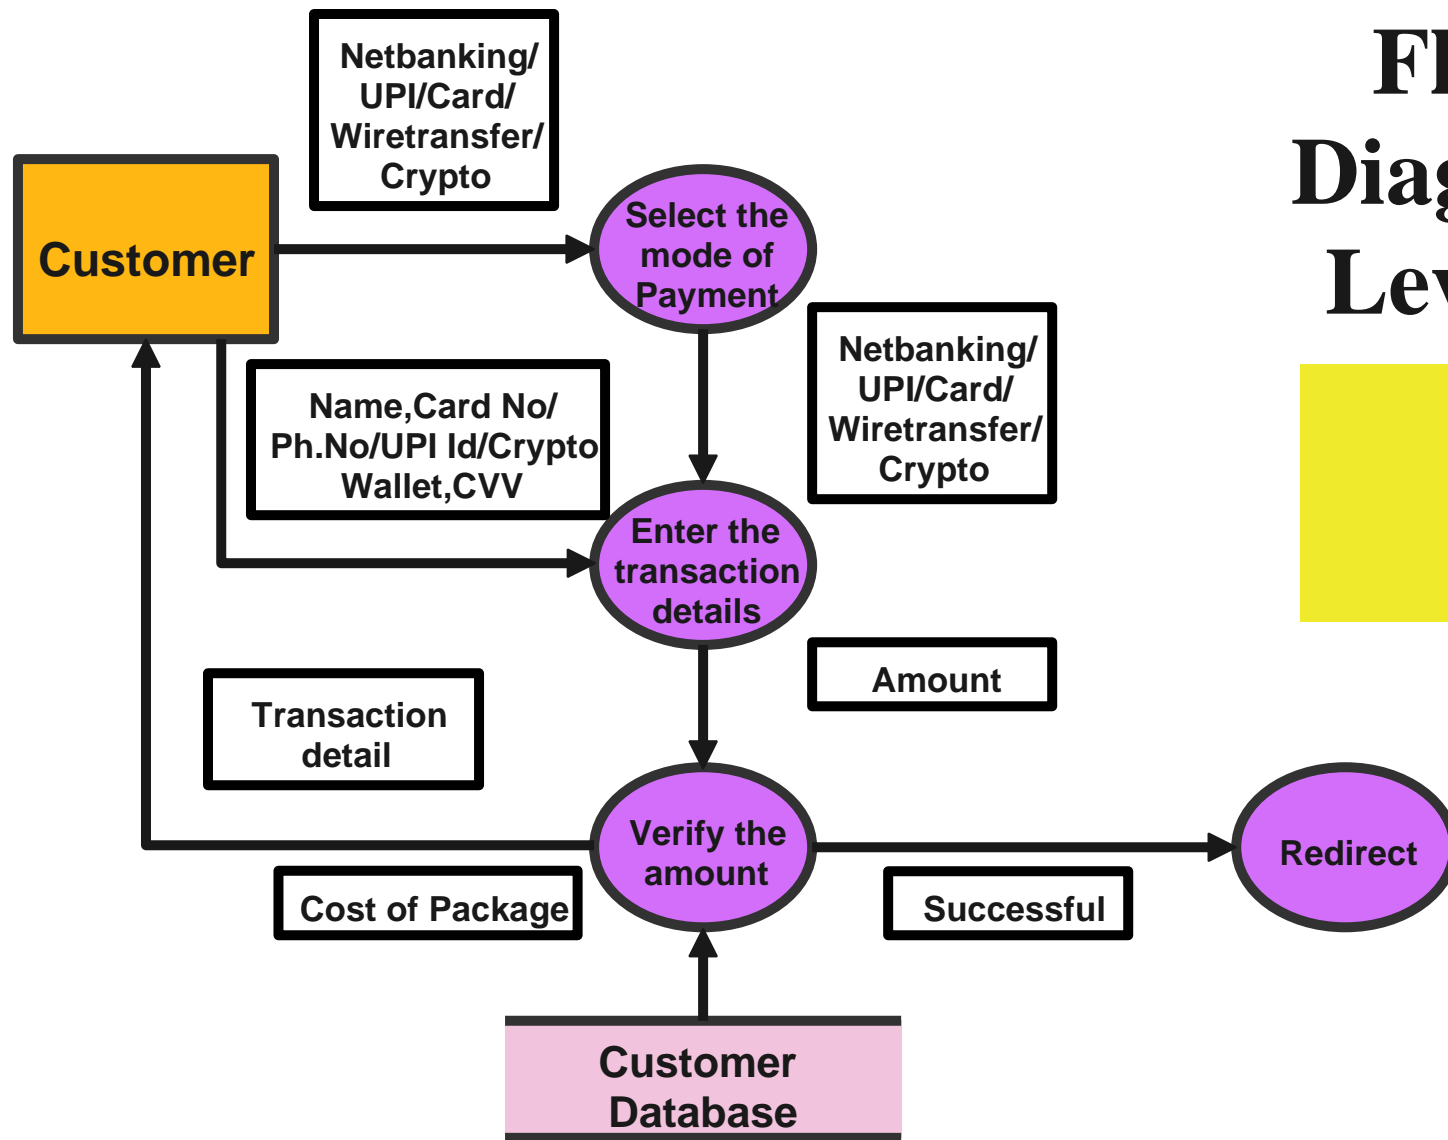 Netbanking/
UPI/Card/
Wiretransfer/
Crypto
Customer
Select the
mode of
Payment
Netbanking/
UPI/Card/
Wiretransfer/
Crypto
Name,Card No/
Ph.No/UPI Id/Crypto
Wallet,CVV
Enter the
transaction
details
Amount
Transaction
detail
Verify the
amount
Redirect
Cost of Package
Successful
Customer
Database